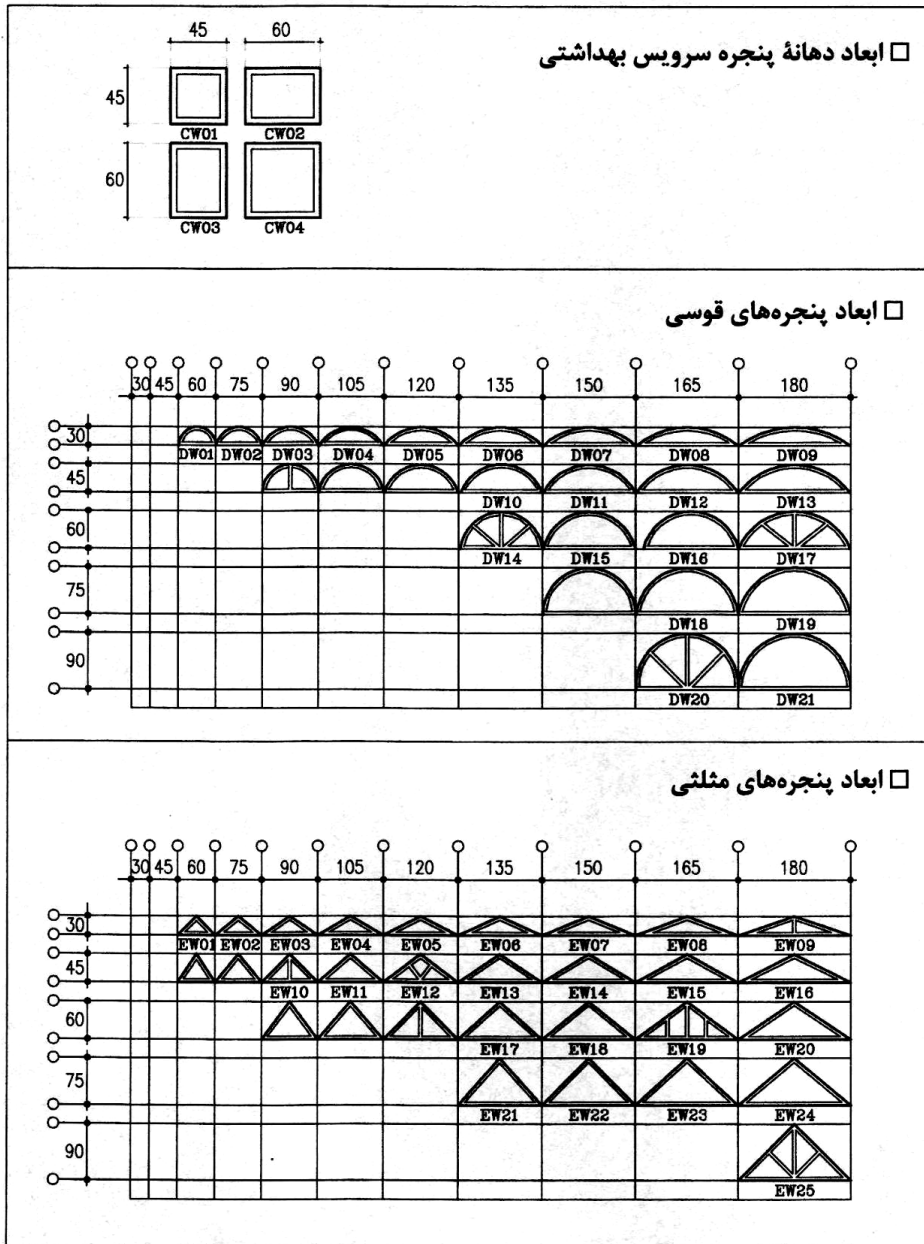 □ ابعاد دهانهٔ پنجره سرویس بهداشتی
45 60
45
CW01 CW02
60
CW03 CW04
□ ابعاد پنجره‌های قوسی
30 45 60 75 90 105 120 135 150 165 180
30
DW01 DW02 DW03 DW04 DW05 DW06 DW07 DW08 DW09
45
DW10 DW11 DW12 DW13
60
DW14 DW15 DW16 DW17
75
DW18 DW19
90
DW20 DW21
□ ابعاد پنجره‌های مثلثی
30 45 60 75 90 105 120 135 150 165 180
30
EW01 EW02 EW03 EW04 EW05 EW06 EW07 EW08 EW09
45
EW10 EW11 EW12 EW13 EW14 EW15 EW16
60
EW17 EW18 EW19 EW20
75
EW21 EW22 EW23 EW24
90
EW25